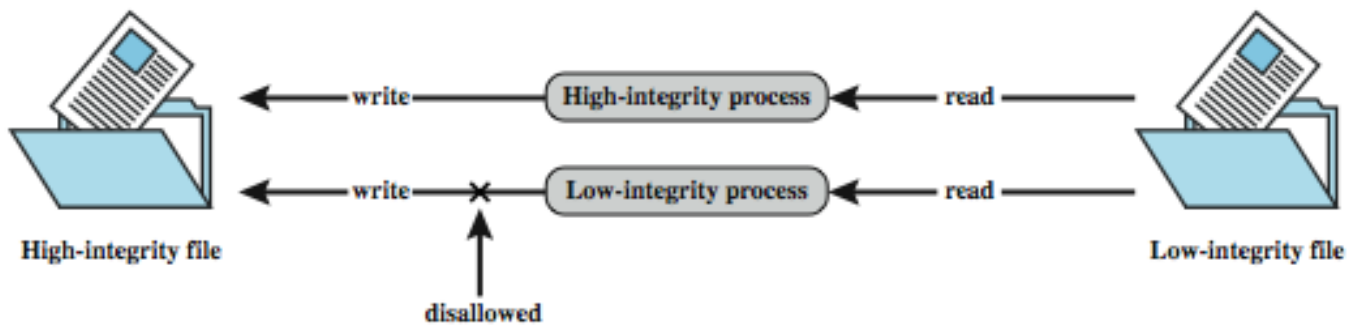 write High-integrity process read
write Low-integrity process read
High-integrity file Low-integrity file
disallowed